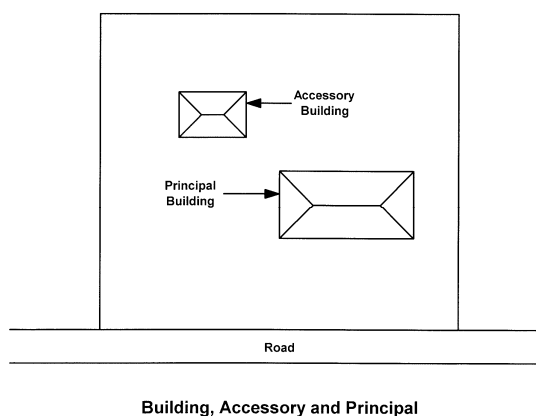 Accessory
Building
Principal
Building
Road
Building, Accessory and Principal